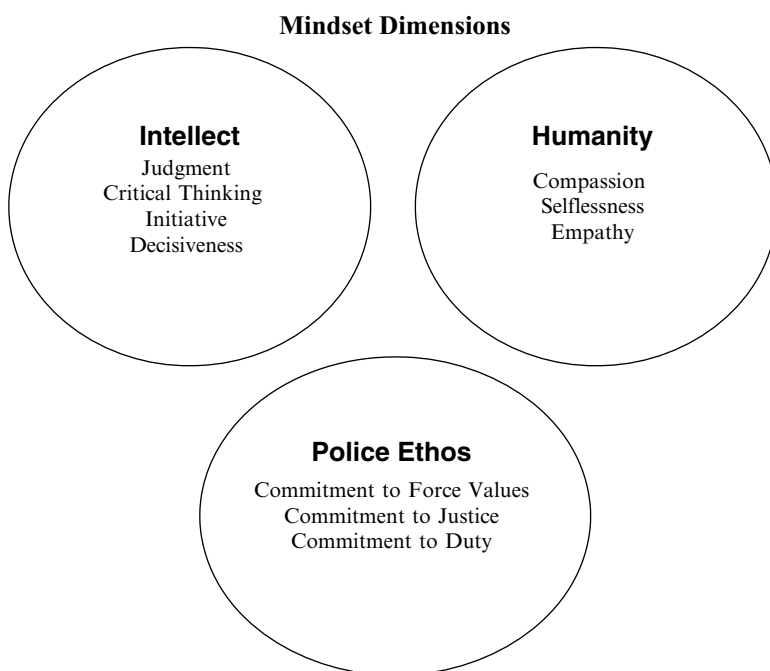 Mindset Dimensions
Intellect
Judgment
Critical Thinking
Initiative
Decisiveness
Humanity
Compassion
Selflessness
Empathy
Police Ethos
Commitment to Force Values
Commitment to Justice
Commitment to Duty